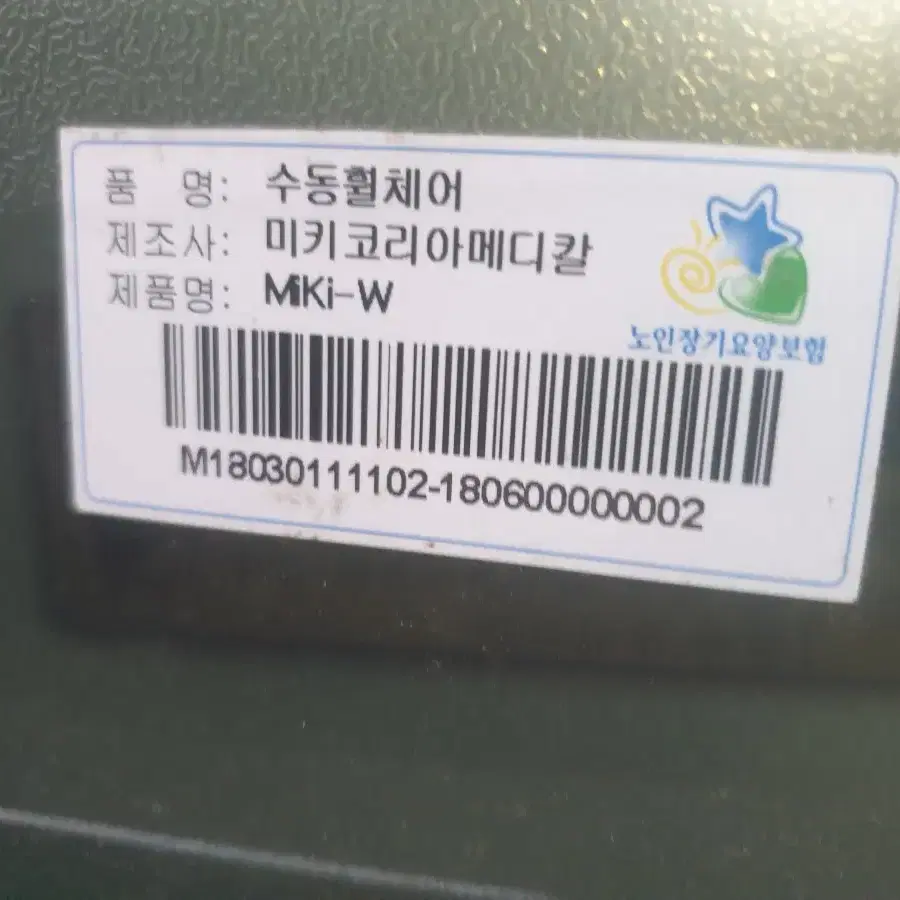 품 명: 수동휠체어
제조사: 미키코리아메디칼
제품명: MiKi-W
노인장기요양보험
M18030111102-180600000002